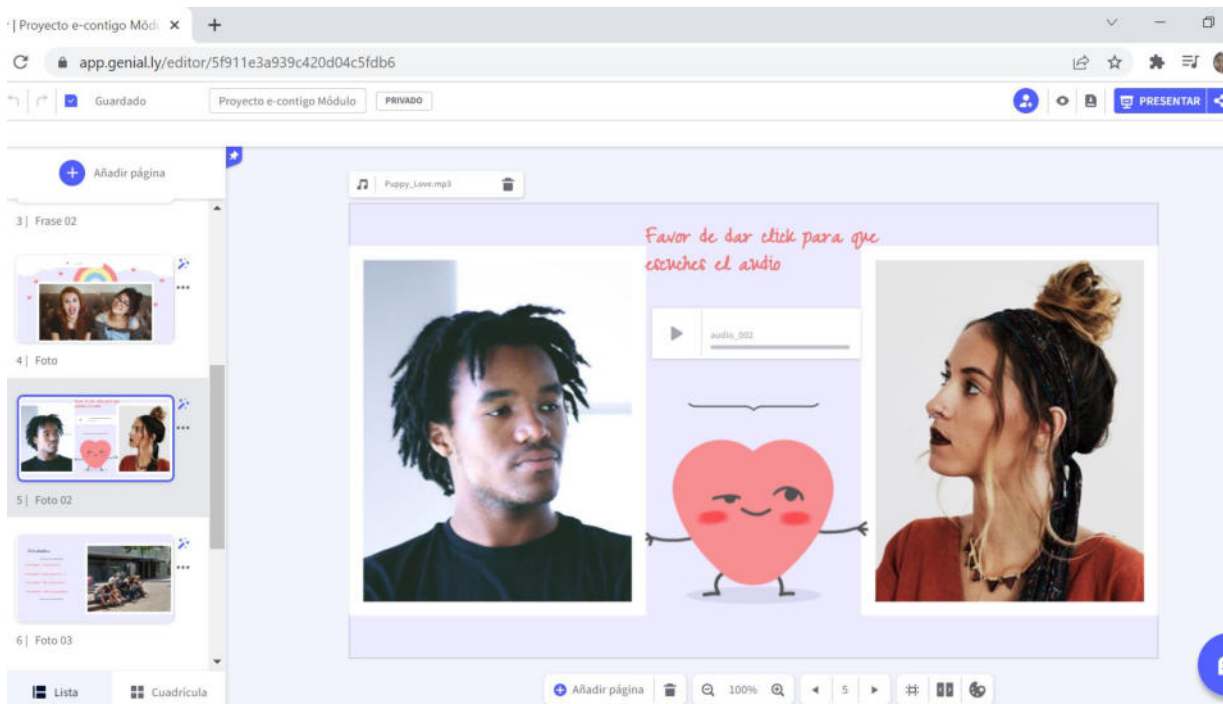 | Proyecto e-contigo Módu
app.genial.ly/editor/5f911e3a939c420d04c5fdb6
Guardado
Proyecto e-contigo Módulo
PRIVADO
PRESENTAR
Añadir página
Puppy_Love.mp3
3 | Frase 02
Favor de dar click para que
escuches el audio
audio_002
4 | Foto
5 | Foto 02
6 | Foto 03
Lista
Cuadrícula
Añadir página
100%
5